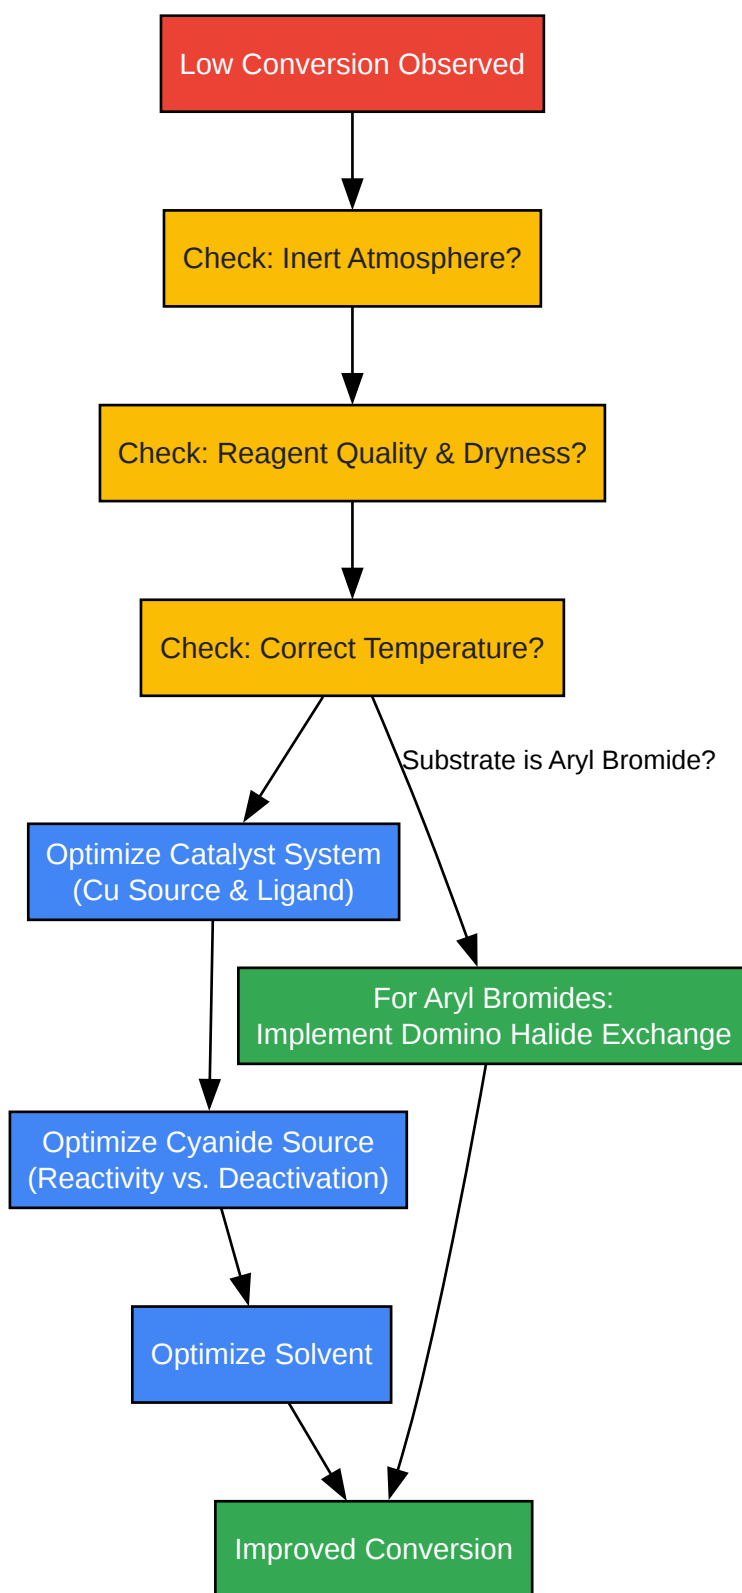 Low Conversion Observed
Check: Inert Atmosphere?
Check: Reagent Quality & Dryness?
Check: Correct Temperature?
Substrate is Aryl Bromide?
Optimize Catalyst System
(Cu Source & Ligand)
For Aryl Bromides:
Implement Domino Halide Exchange
Optimize Cyanide Source
(Reactivity vs. Deactivation)
Optimize Solvent
Improved Conversion